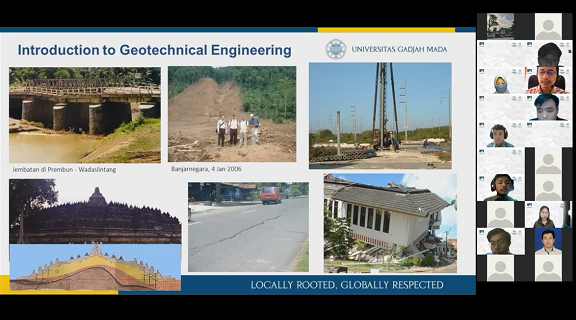 Introduction to Geotechnical Engineering
UNIVERSITAS GADJAH MADA
Jembatan di Prembun - Wadaslintang
Banjarnegara, 4 Jan 2006
LOCALLY ROOTED, GLOBALLY RESPECTED